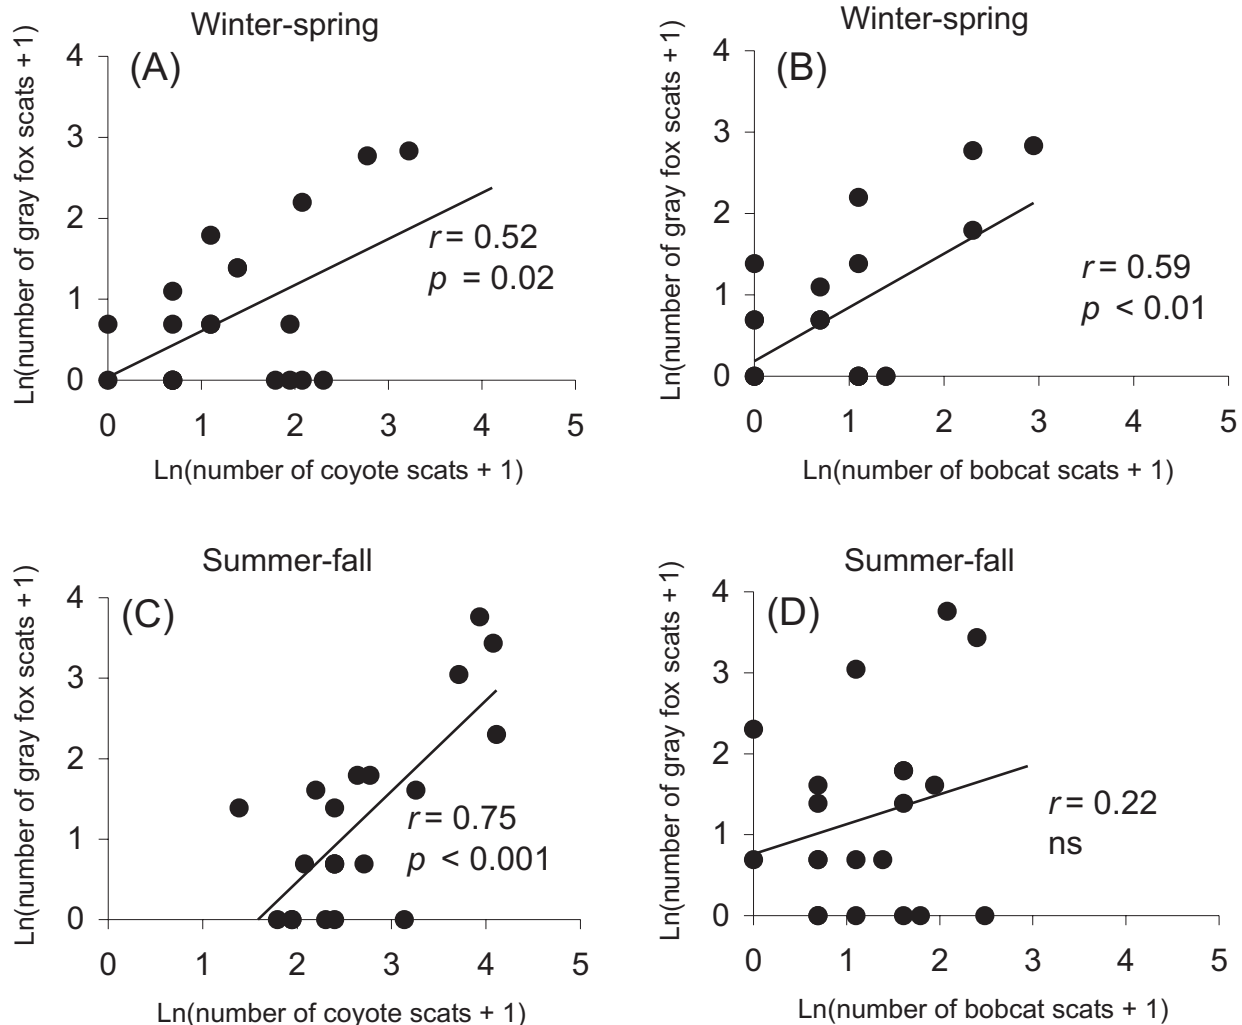 Winter-spring
(A)
Ln(number of gray fox scats +1)
4
3
2
1
0
r = 0.52
p = 0.02
0 1 2 3 4 5
Ln(number of coyote scats + 1)
Winter-spring
(B)
Ln(number of gray fox scats +1)
4
3
2
1
0
r = 0.59
p < 0.01
0 1 2 3 4 5
Ln(number of bobcat scats + 1)
Summer-fall
(C)
Ln(number of gray fox scats +1)
4
3
2
1
0
r = 0.75
p < 0.001
0 1 2 3 4 5
Ln(number of coyote scats + 1)
Summer-fall
(D)
Ln(number of gray fox scats +1)
4
3
2
1
0
r = 0.22
ns
0 1 2 3 4 5
Ln(number of bobcat scats + 1)